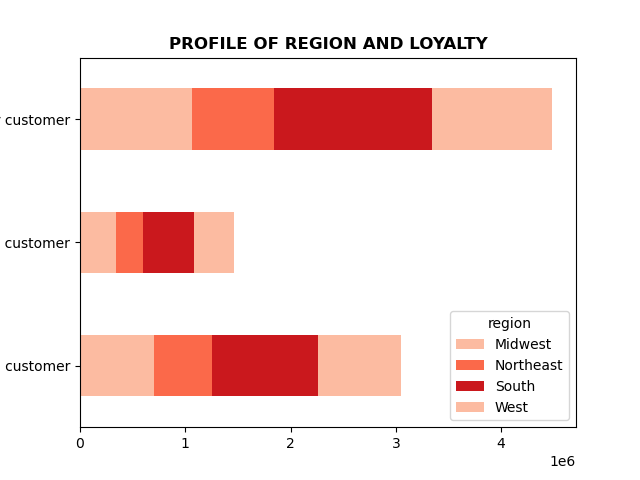 PROFILE OF REGION AND LOYALTY
customer
customer
customer
region
Midwest
Northeast
South
West
0 1 2 3 4
1e6